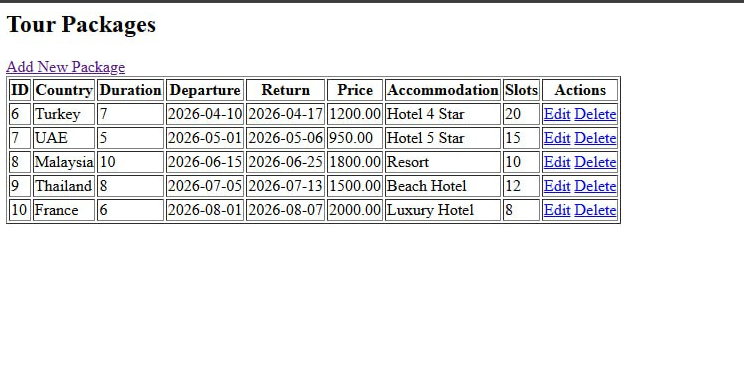 Tour Packages
Add New Package
ID Country Duration Departure Return Price Accommodation Slots Actions
6 Turkey 7 2026-04-10 2026-04-17 1200.00 Hotel 4 Star 20 Edit Delete
7 UAE 5 2026-05-01 2026-05-06 950.00 Hotel 5 Star 15 Edit Delete
8 Malaysia 10 2026-06-15 2026-06-25 1800.00 Resort 10 Edit Delete
9 Thailand 8 2026-07-05 2026-07-13 1500.00 Beach Hotel 12 Edit Delete
10 France 6 2026-08-01 2026-08-07 2000.00 Luxury Hotel 8 Edit Delete